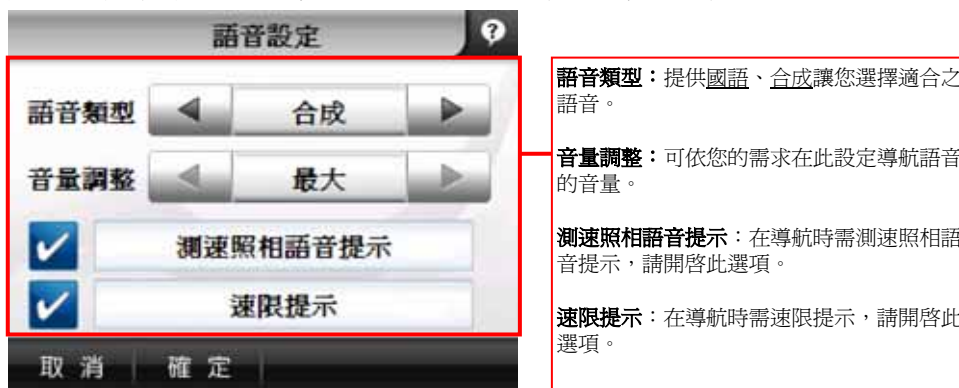 語音設定
?
語音類型 合成
音量調整 最大
測速照相語音提示
速限提示
取消 確定
語音類型：提供國語、合成讓您選擇適合之
語音。
音量調整：可依您的需求在此設定導航語音
的音量。
測速照相語音提示：在導航時需測速照相語
音提示，請開啓此選項。
速限提示：在導航時需速限提示，請開啓此
選項。